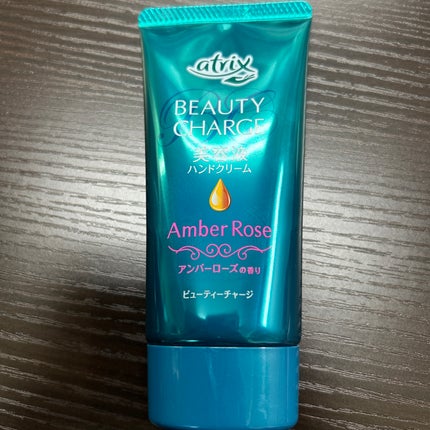 atrix
BEAUTY
CHARGE
美容液
ハンドクリーム
Amber Rose
アンバーローズの香り
ビューティーチャージ